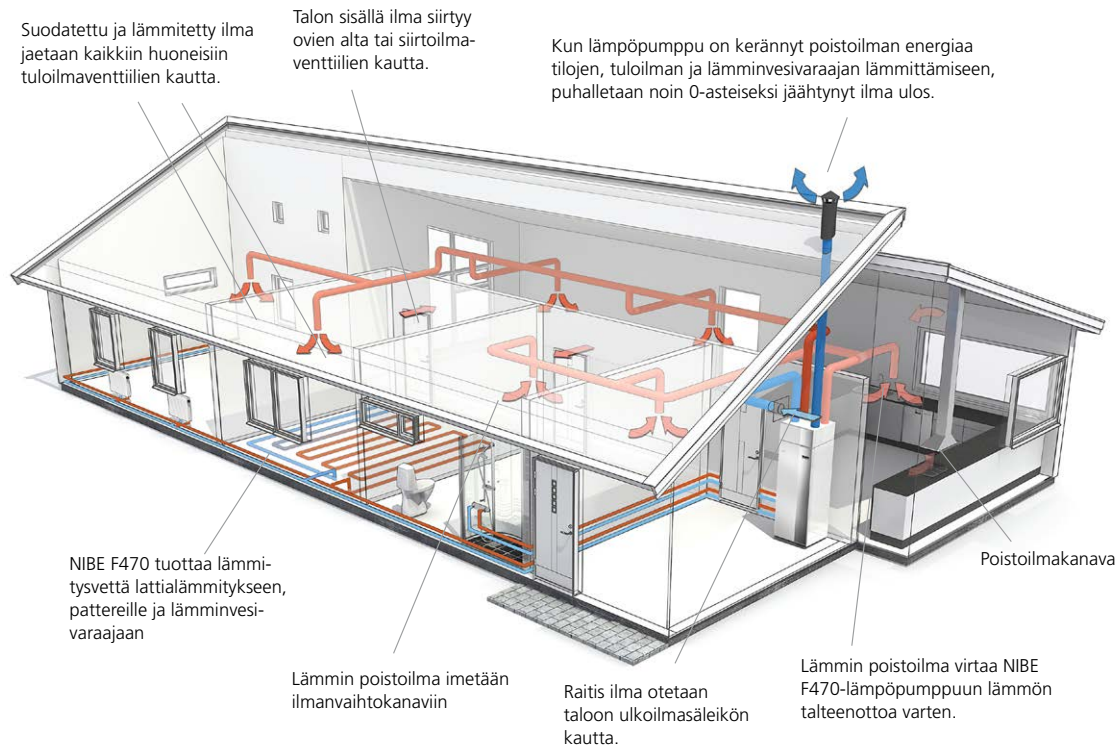 Suodatettu ja lämmitetty ilma
jaetaan kaikkiin huoneisiin
tuloilmaventtiilien kautta.
Talon sisällä ilma siirtyy
ovien alta tai siirtoilma-
venttiilien kautta.
Kun lämpöpumppu on kerännyt poistoilman energiaa
tilojen, tuloilman ja lämminvesivaraajan lämmittämiseen,
puhalletaan noin 0-asteiseksi jäähtynyt ilma ulos.
NIBE F470 tuottaa lämmi-
tysvettä lattialämmitykseen,
pattereille ja lämminvesi-
varaajaan
Lämmin poistoilma imetään
ilmanvaihtokanaviin
Raitis ilma otetaan
taloon ulkoilmasäleikön
kautta.
Lämmin poistoilma virtaa NIBE
F470-lämpöpumppuun lämmön
talteenottoa varten.
Poistoilmakanava